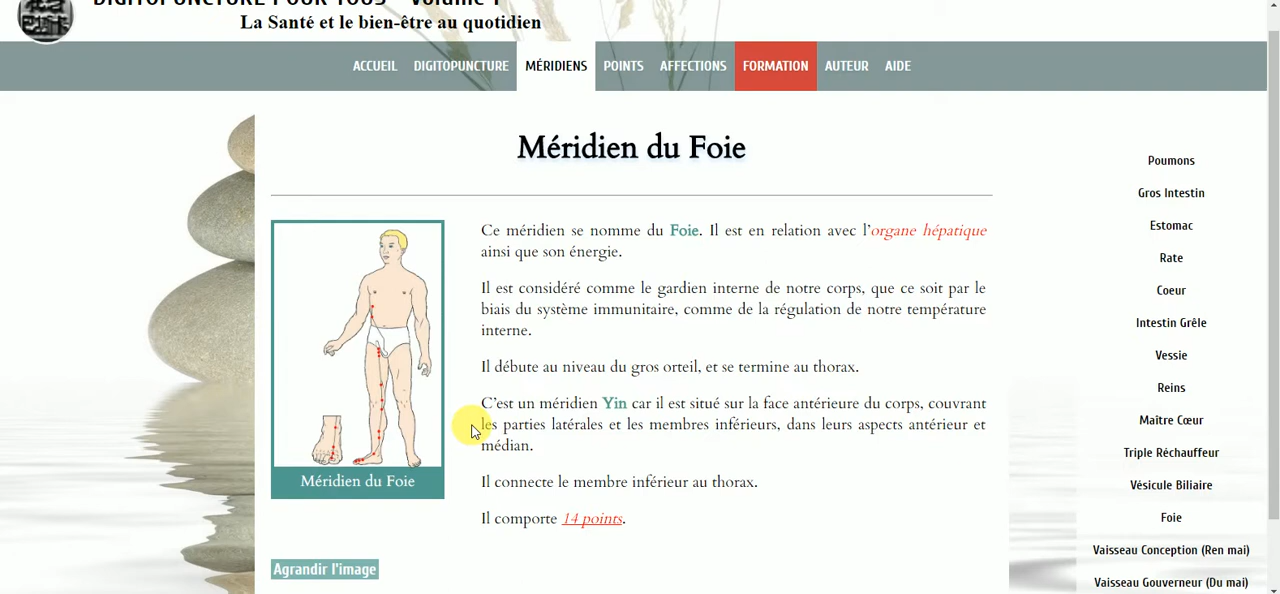 DIGITOPUNCTURE POUR TOUS - Volume 1
La Santé et le bien-être au quotidien
ACCUEIL DIGITOPUNCTURE MÉRIDIENS POINTS AFFECTIONS FORMATION AUTEUR AIDE
Méridien du Foie
Ce méridien se nomme du Foie. Il est en relation avec l'organe hépatique
ainsi que son énergie.
Il est considéré comme le gardien interne de notre corps, que ce soit par le
biais du système immunitaire, comme de la régulation de notre température
interne.
Il débute au niveau du gros orteil, et se termine au thorax.
C'est un méridien Yin car il est situé sur la face antérieure du corps, couvrant
les parties latérales et les membres inférieurs, dans leurs aspects antérieur et
médian.
Il connecte le membre inférieur au thorax.
Il comporte 14 points.
Méridien du Foie
Agrandir l'image
Poumons
Gros Intestin
Estomac
Rate
Coeur
Intestin Grêle
Vessie
Reins
Maître Cœur
Triple Réchauffeur
Vésicule Biliaire
Foie
Vaisseau Conception (Ren mai)
Vaisseau Gouverneur (Du mai)